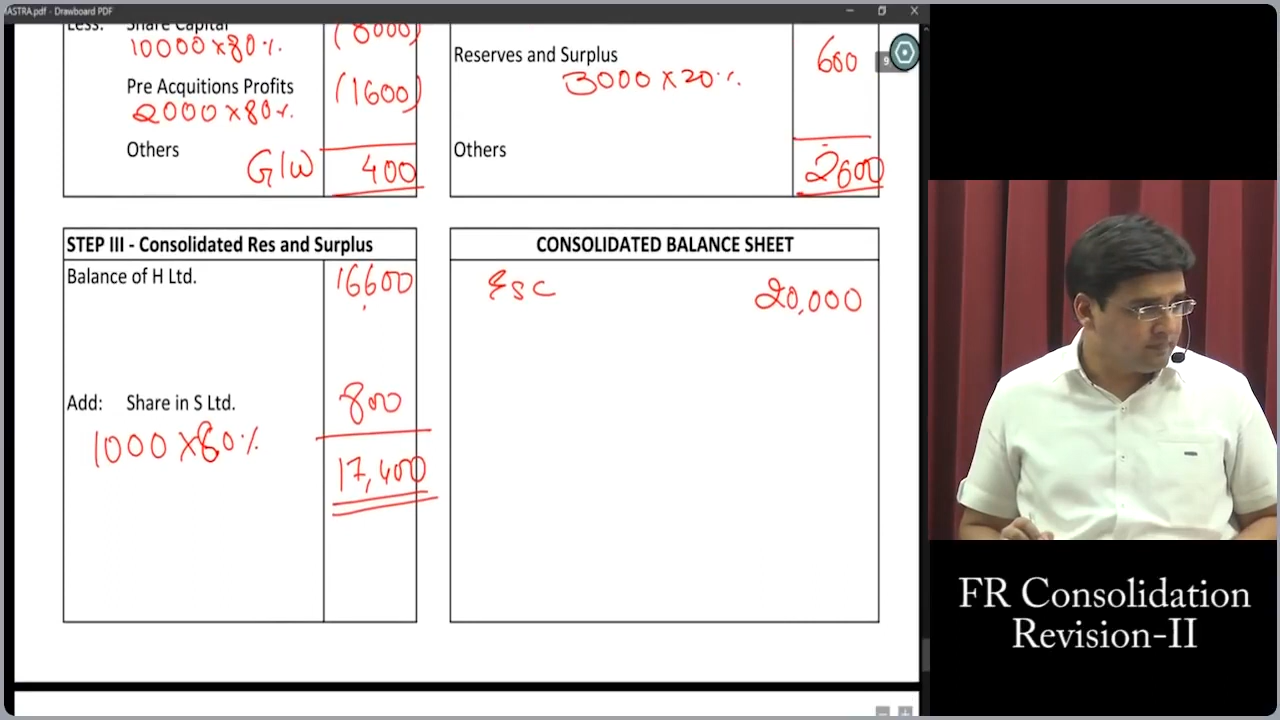 IASTRA.pdf - Drawboard PDF
Less: Share Capital
10000 x 80%
(8000)
Pre Acquitions Profits
2000 x 80%
(1600)
Others
G/W
400
Reserves and Surplus
3000 x 20%
600
9
Others
2600
STEP III - Consolidated Res and Surplus
Balance of H Ltd.
16600
Add: Share in S Ltd.
800
1000 x 80%
17,400
CONSOLIDATED BALANCE SHEET
ESC
20,000
FR Consolidation
Revision-II